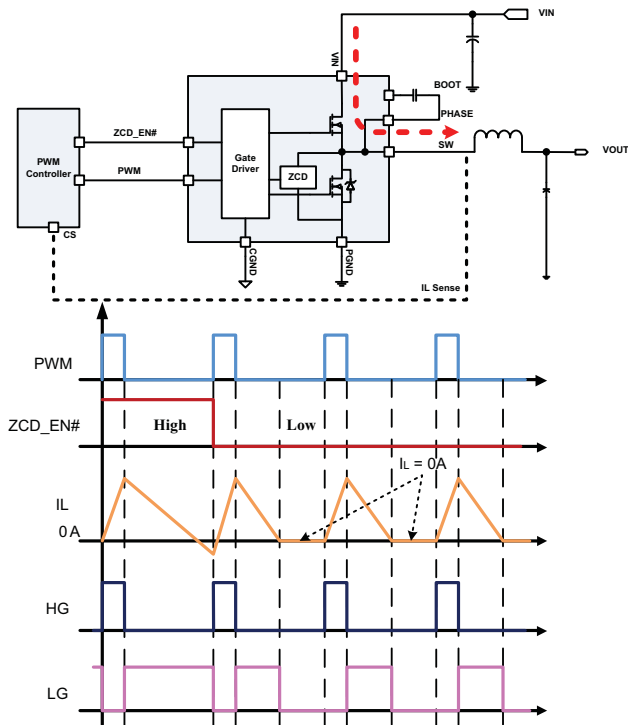 VIN
VIN
BOOT
PHASE
SW
VOUT
ZCD_EN#
PWM
PWM
Controller
Gate
Driver
ZCD
CS
CGND
PGND
IL Sense
PWM
ZCD_EN#
High
Low
IL = 0A
IL
0 A
HG
LG